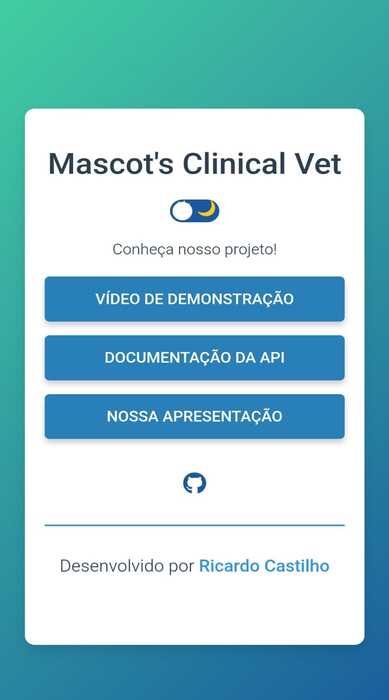 Mascot's Clinical Vet
Conheça nosso projeto!
VÍDEO DE DEMONSTRAÇÃO
DOCUMENTAÇÃO DA API
NOSSA APRESENTAÇÃO
Desenvolvido por Ricardo Castilho